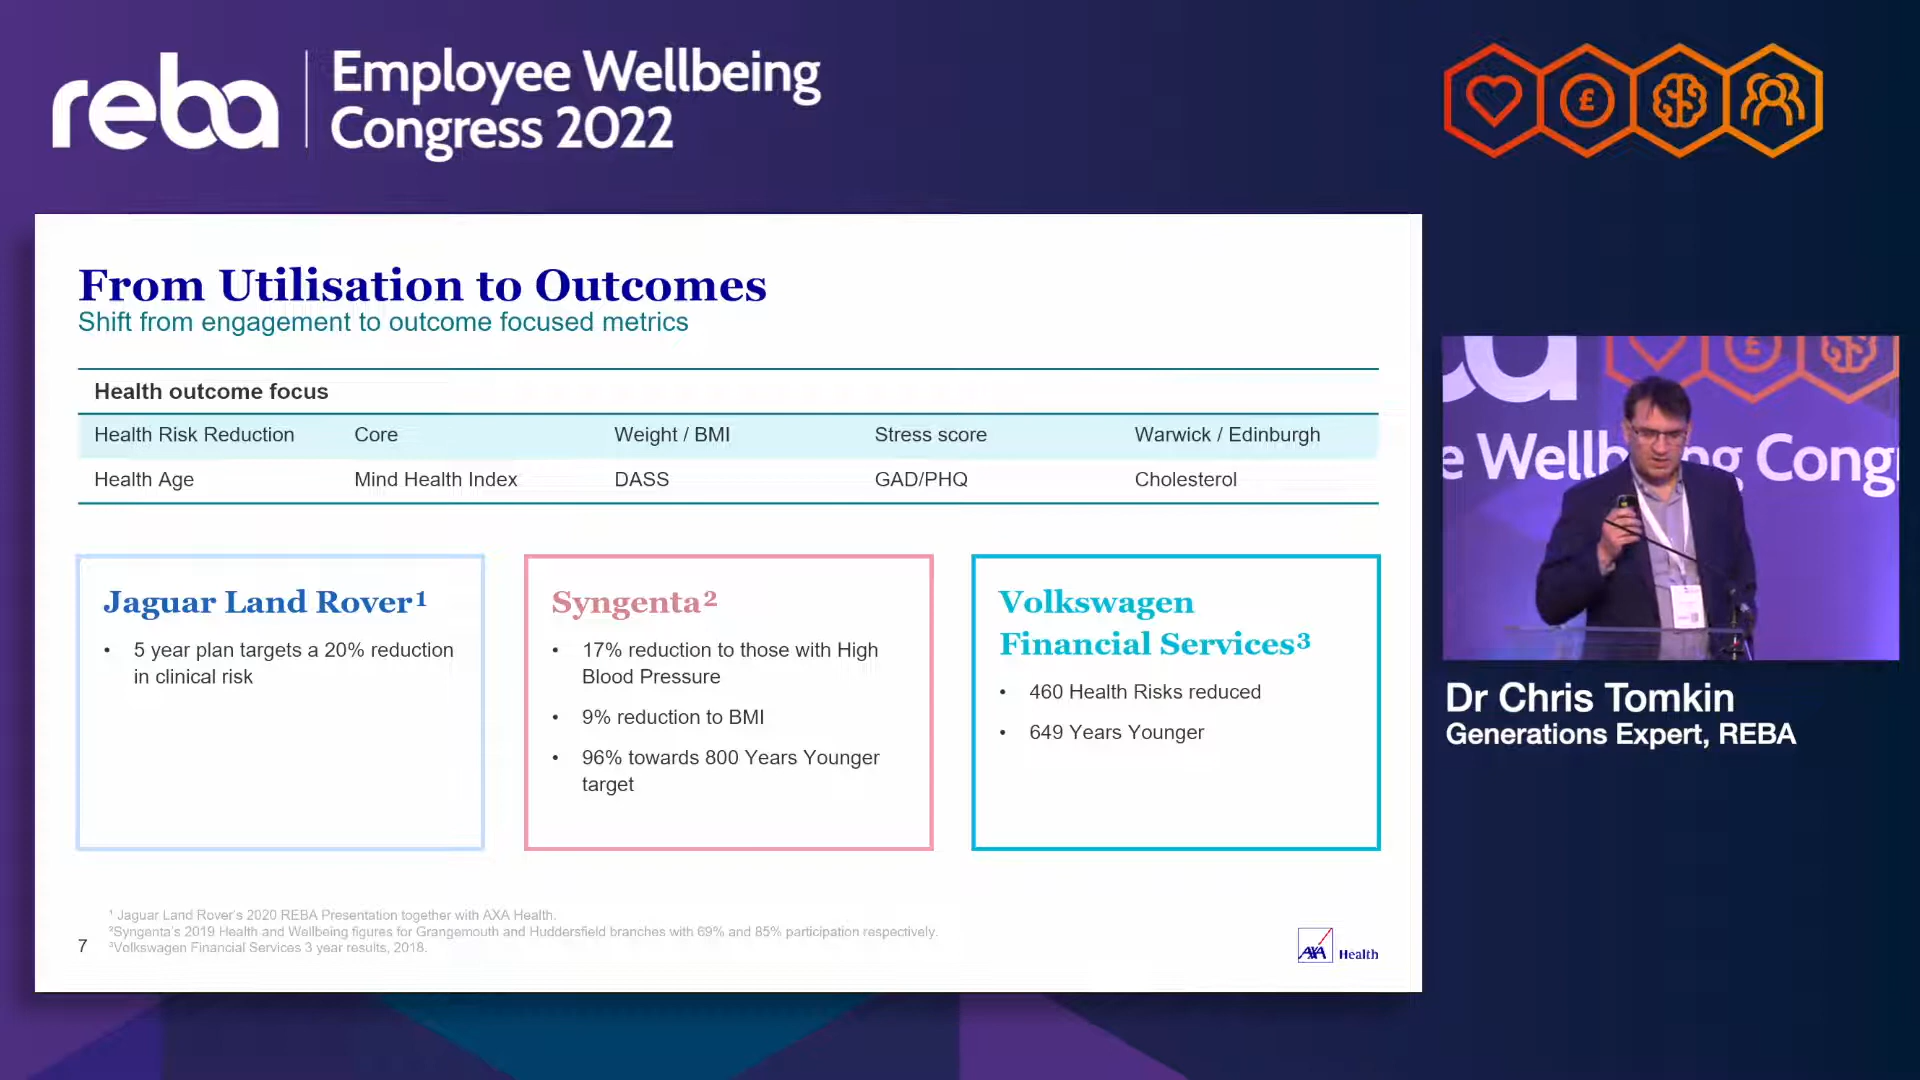 reba
Employee Wellbeing
Congress 2022
£
From Utilisation to Outcomes
Shift from engagement to outcome focused metrics
Health outcome focus
Health Risk Reduction Core Weight / BMI Stress score Warwick / Edinburgh
Health Age Mind Health Index DASS GAD/PHQ Cholesterol
Jaguar Land Rover¹
• 5 year plan targets a 20% reduction
in clinical risk
Syngenta²
• 17% reduction to those with High
Blood Pressure
• 9% reduction to BMI
• 96% towards 800 Years Younger
target
Volkswagen
Financial Services³
• 460 Health Risks reduced
• 649 Years Younger
¹ Jaguar Land Rover's 2020 REBA Presentation together with AXA Health.
²Syngenta's 2019 Health and Wellbeing figures for Grangemouth and Huddersfield branches with 69% and 85% participation respectively.
³Volkswagen Financial Services 3 year results, 2018.
7
AXA Health
£
e Wellbeing Cong
Dr Chris Tomkin
Generations Expert, REBA